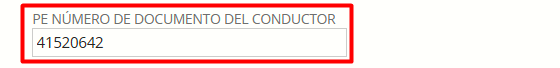 PE NÚMERO DE DOCUMENTO DEL CONDUCTOR
41520642